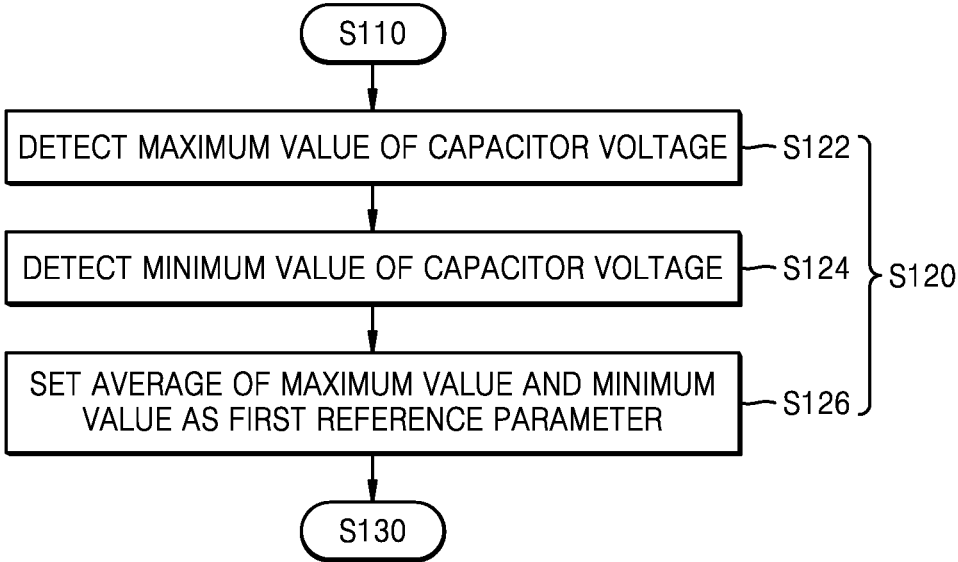 S110
DETECT MAXIMUM VALUE OF CAPACITOR VOLTAGE
S122
DETECT MINIMUM VALUE OF CAPACITOR VOLTAGE
S124
S120
SET AVERAGE OF MAXIMUM VALUE AND MINIMUM
VALUE AS FIRST REFERENCE PARAMETER
S126
S130